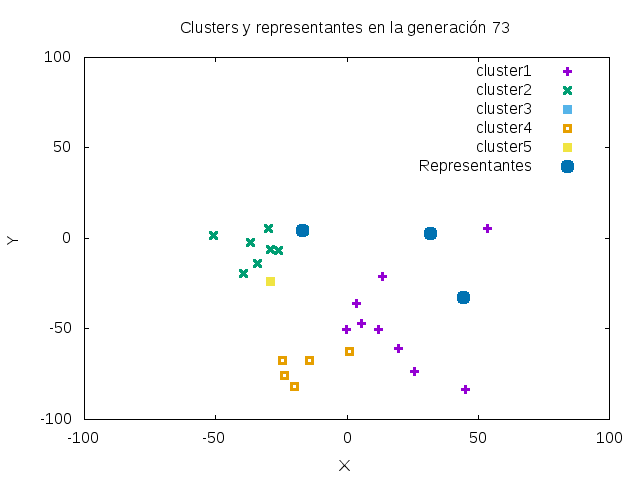 Clusters y representantes en la generación 73
100
50
0
-50
-100
Y
cluster1
cluster2
cluster3
cluster4
cluster5
Representantes
-100
-50
0
50
100
X